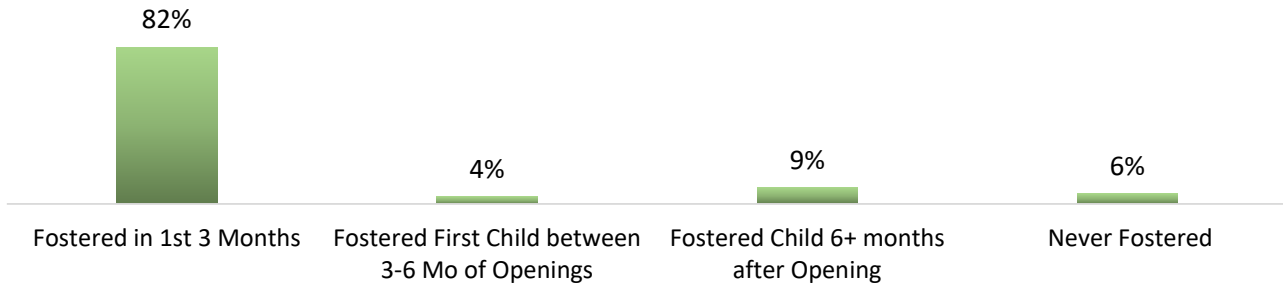 82%
4%
9%
6%
Fostered in 1st 3 Months
Fostered First Child between
3-6 Mo of Openings
Fostered Child 6+ months
after Opening
Never Fostered